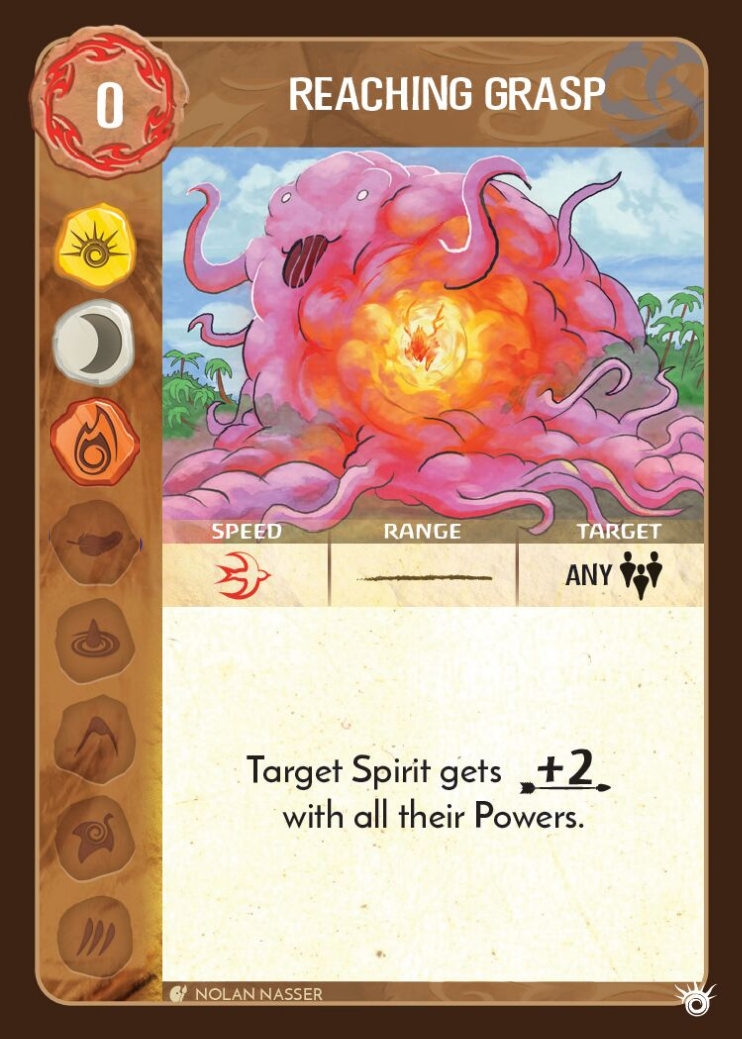 0
REACHING GRASP
SPEED RANGE TARGET
ANY
Target Spirit gets +2
with all their Powers.
NOLAN NASSER